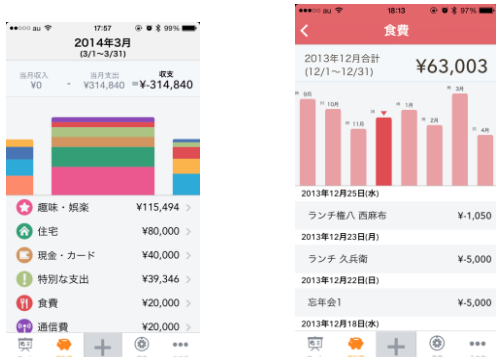 au 17:57 99%
2014年3月
(3/1~3/31)
当月収入 当月支出 収支
¥0 - ¥314,840 =¥-314,840
趣味・娯楽 ¥115,494
住宅 ¥80,000
現金・カード ¥40,000
特別な支出 ¥39,346
食費 ¥20,000
通信費 ¥20,000
au 18:13 97%
食費
2013年12月合計
(12/1~12/31) ¥63,003
9月 10月 11月 1月 2月 3月 4月
2013年12月25日(水)
ランチ権八 西麻布 ¥-1,050
2013年12月23日(月)
ランチ 久兵衛 ¥-5,000
2013年12月22日(日)
忘年会1 ¥-5,000
2013年12月18日(水)